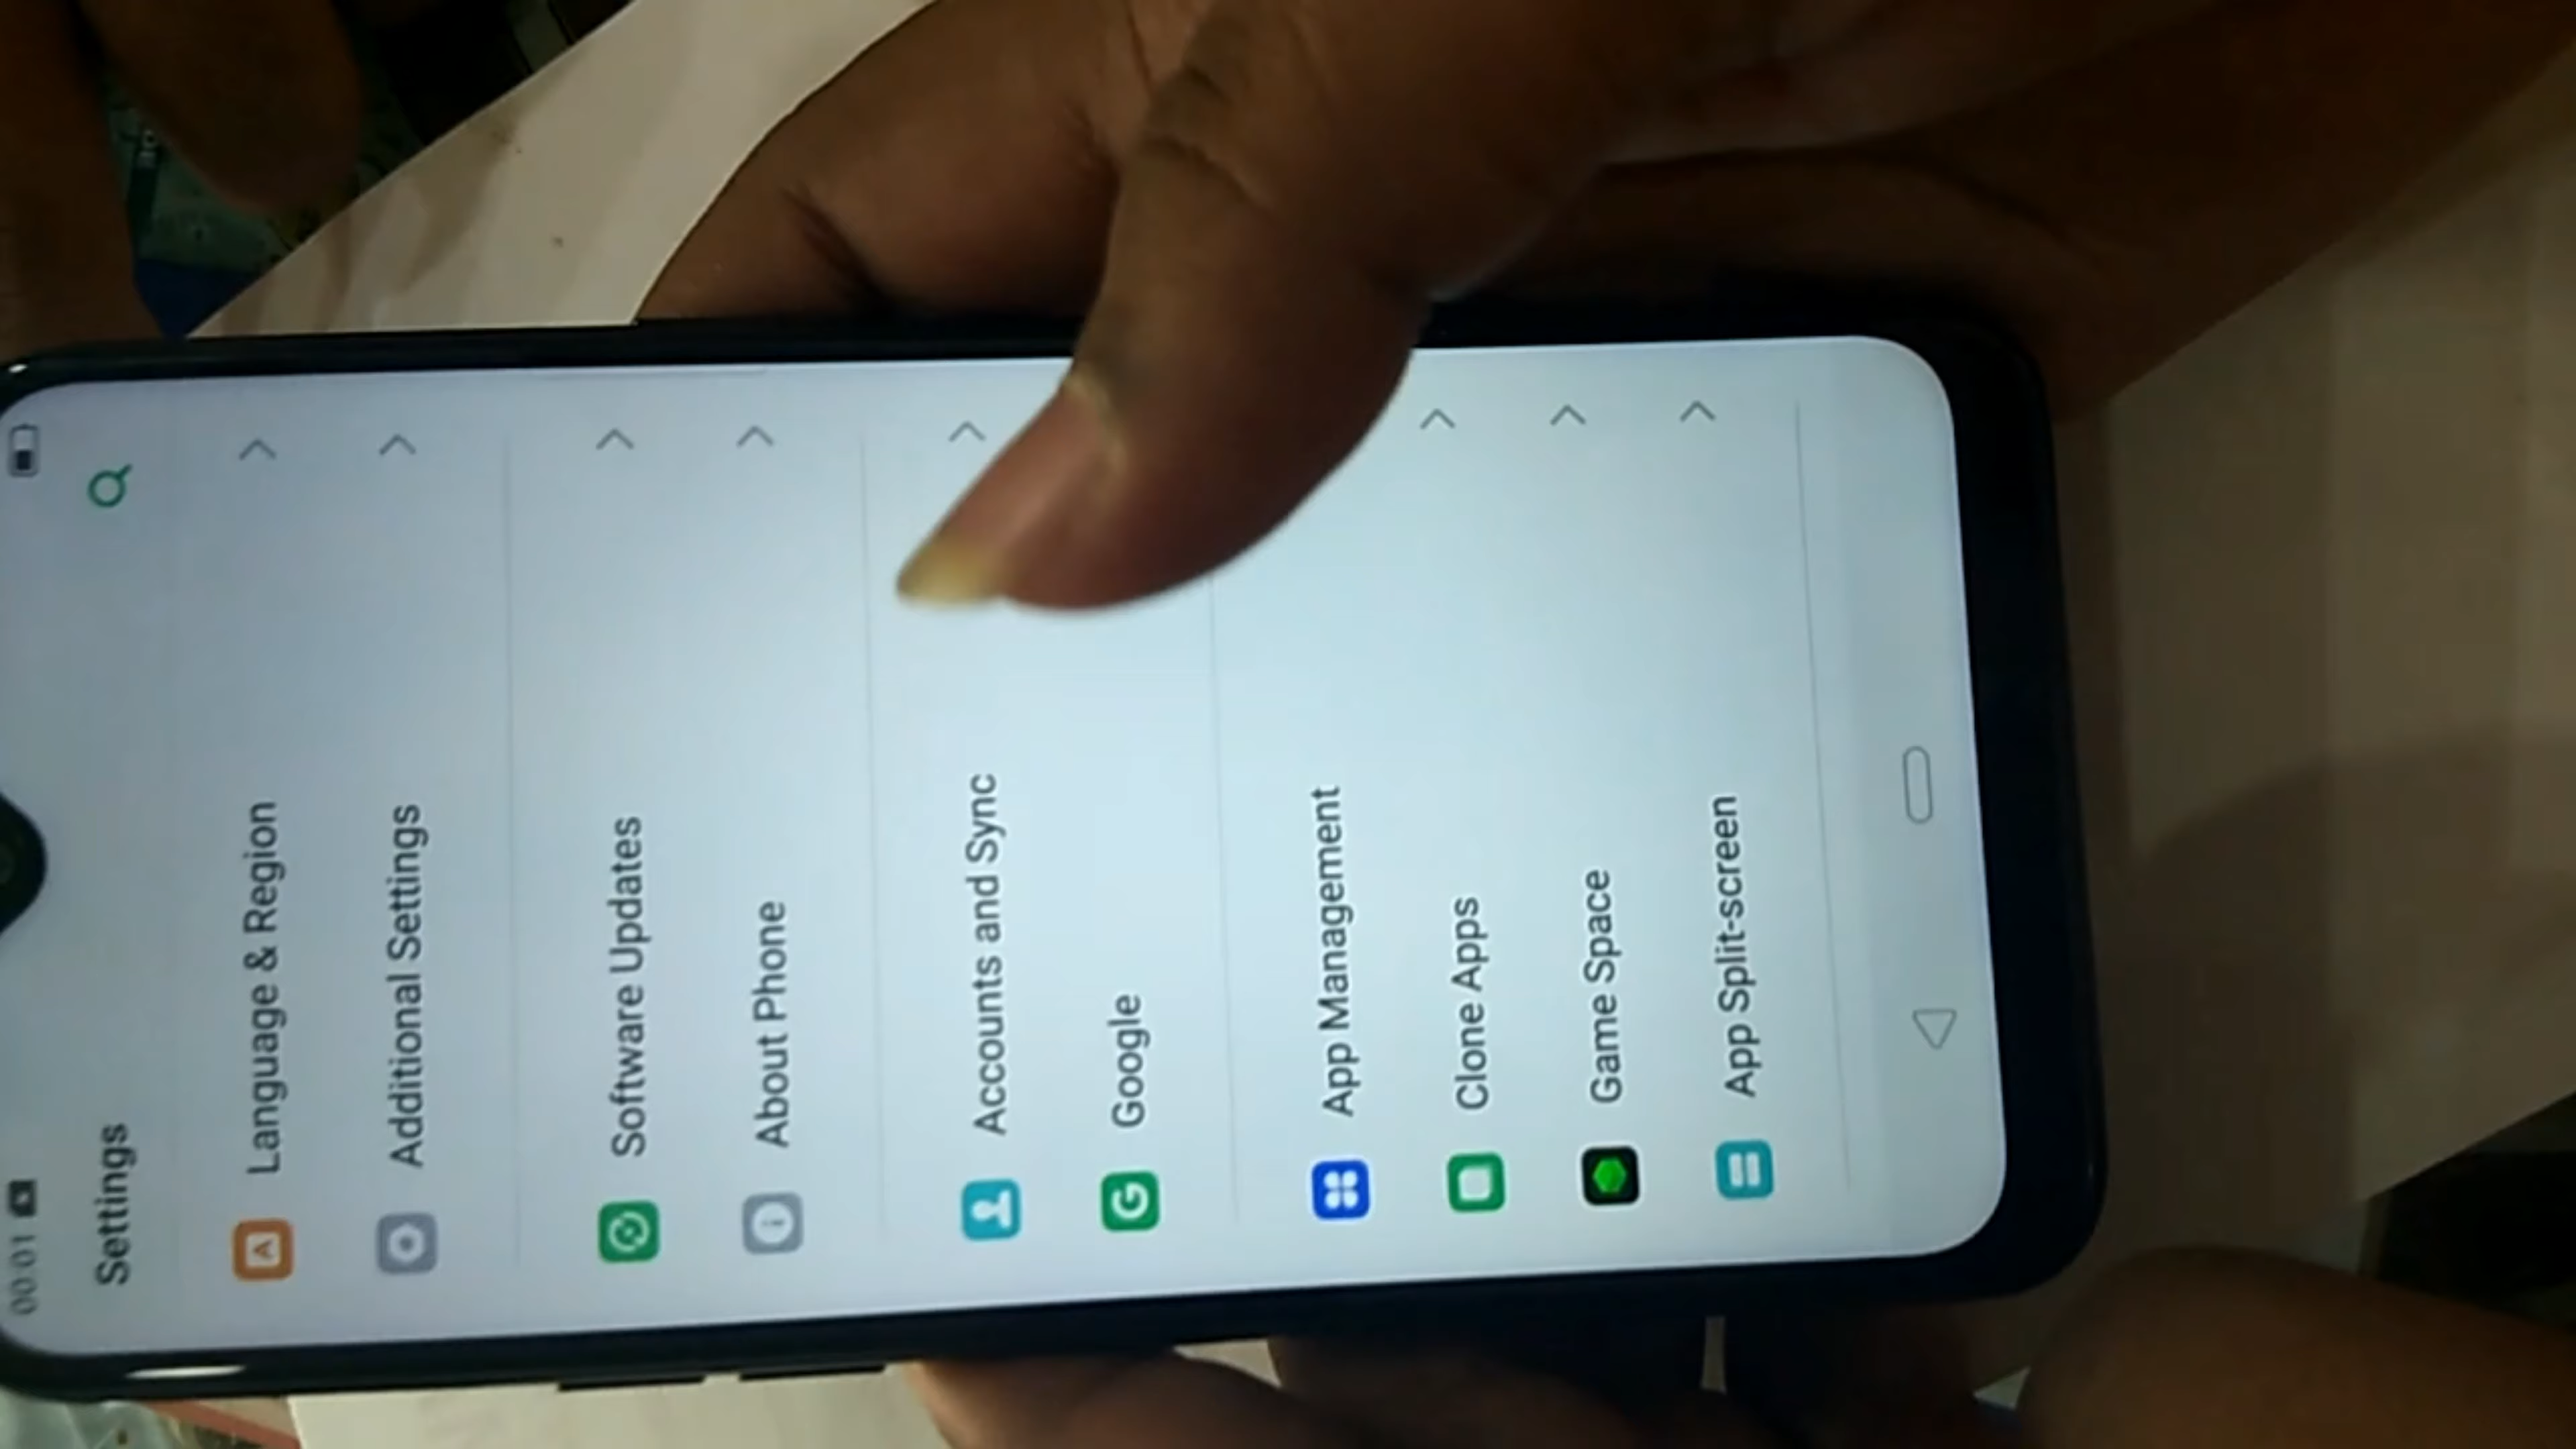 00:01
Settings
Language & Region
Additional Settings
Software Updates
About Phone
Accounts and Sync
Google
App Management
Clone Apps
Game Space
App Split-screen